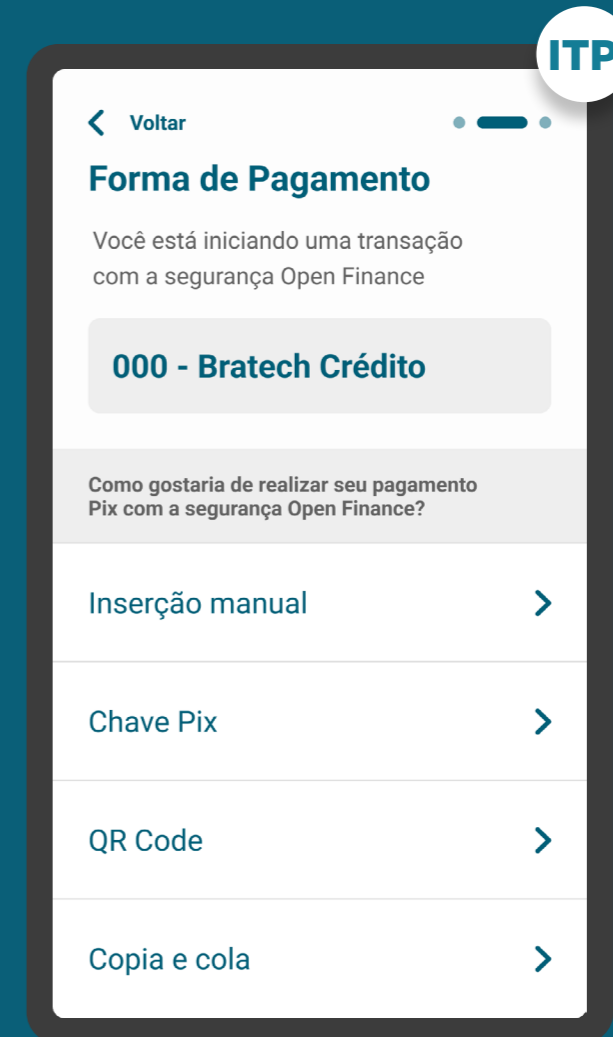 ITP
Voltar
Forma de Pagamento
Você está iniciando uma transação
com a segurança Open Finance
000 - Bratech Crédito
Como gostaria de realizar seu pagamento
Pix com a segurança Open Finance?
Inserção manual
Chave Pix
QR Code
Copia e cola